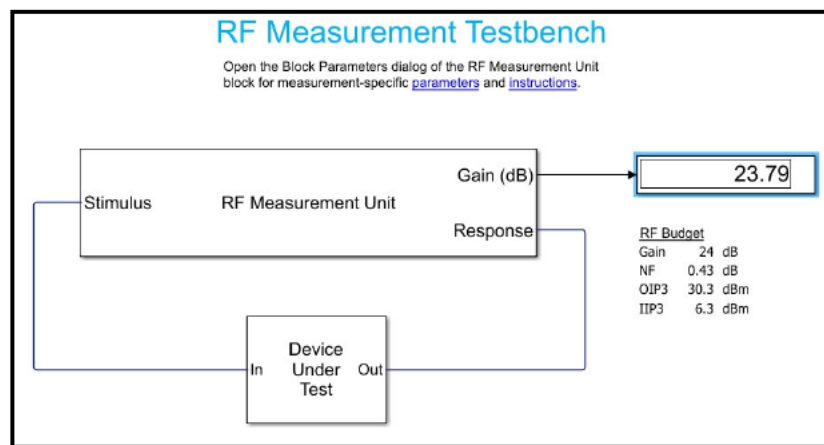 RF Measurement Testbench
Open the Block Parameters dialog of the RF Measurement Unit
block for measurement-specific parameters and instructions.
Gain (dB)
23.79
Stimulus
RF Measurement Unit
Response
RF Budget
Gain 24 dB
NF 0.43 dB
OIP3 30.3 dBm
IIP3 6.3 dBm
In
Device
Under
Test
Out